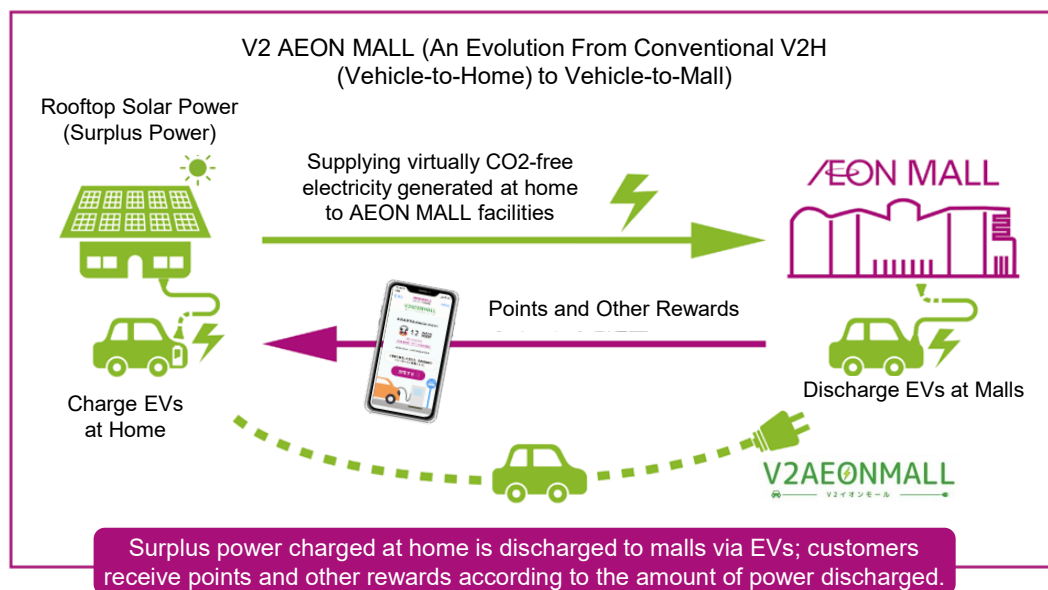 V2 AEON MALL (An Evolution From Conventional V2H
(Vehicle-to-Home) to Vehicle-to-Mall)
Rooftop Solar Power
(Surplus Power)
Supplying virtually CO2-free
electricity generated at home
to AEON MALL facilities
ÆON MALL
V2AEONMALL
12
Points and Other Rewards
Charge EVs
at Home
Discharge EVs at Malls
V2AEONMALL
V2イオンモール
Surplus power charged at home is discharged to malls via EVs; customers
receive points and other rewards according to the amount of power discharged.